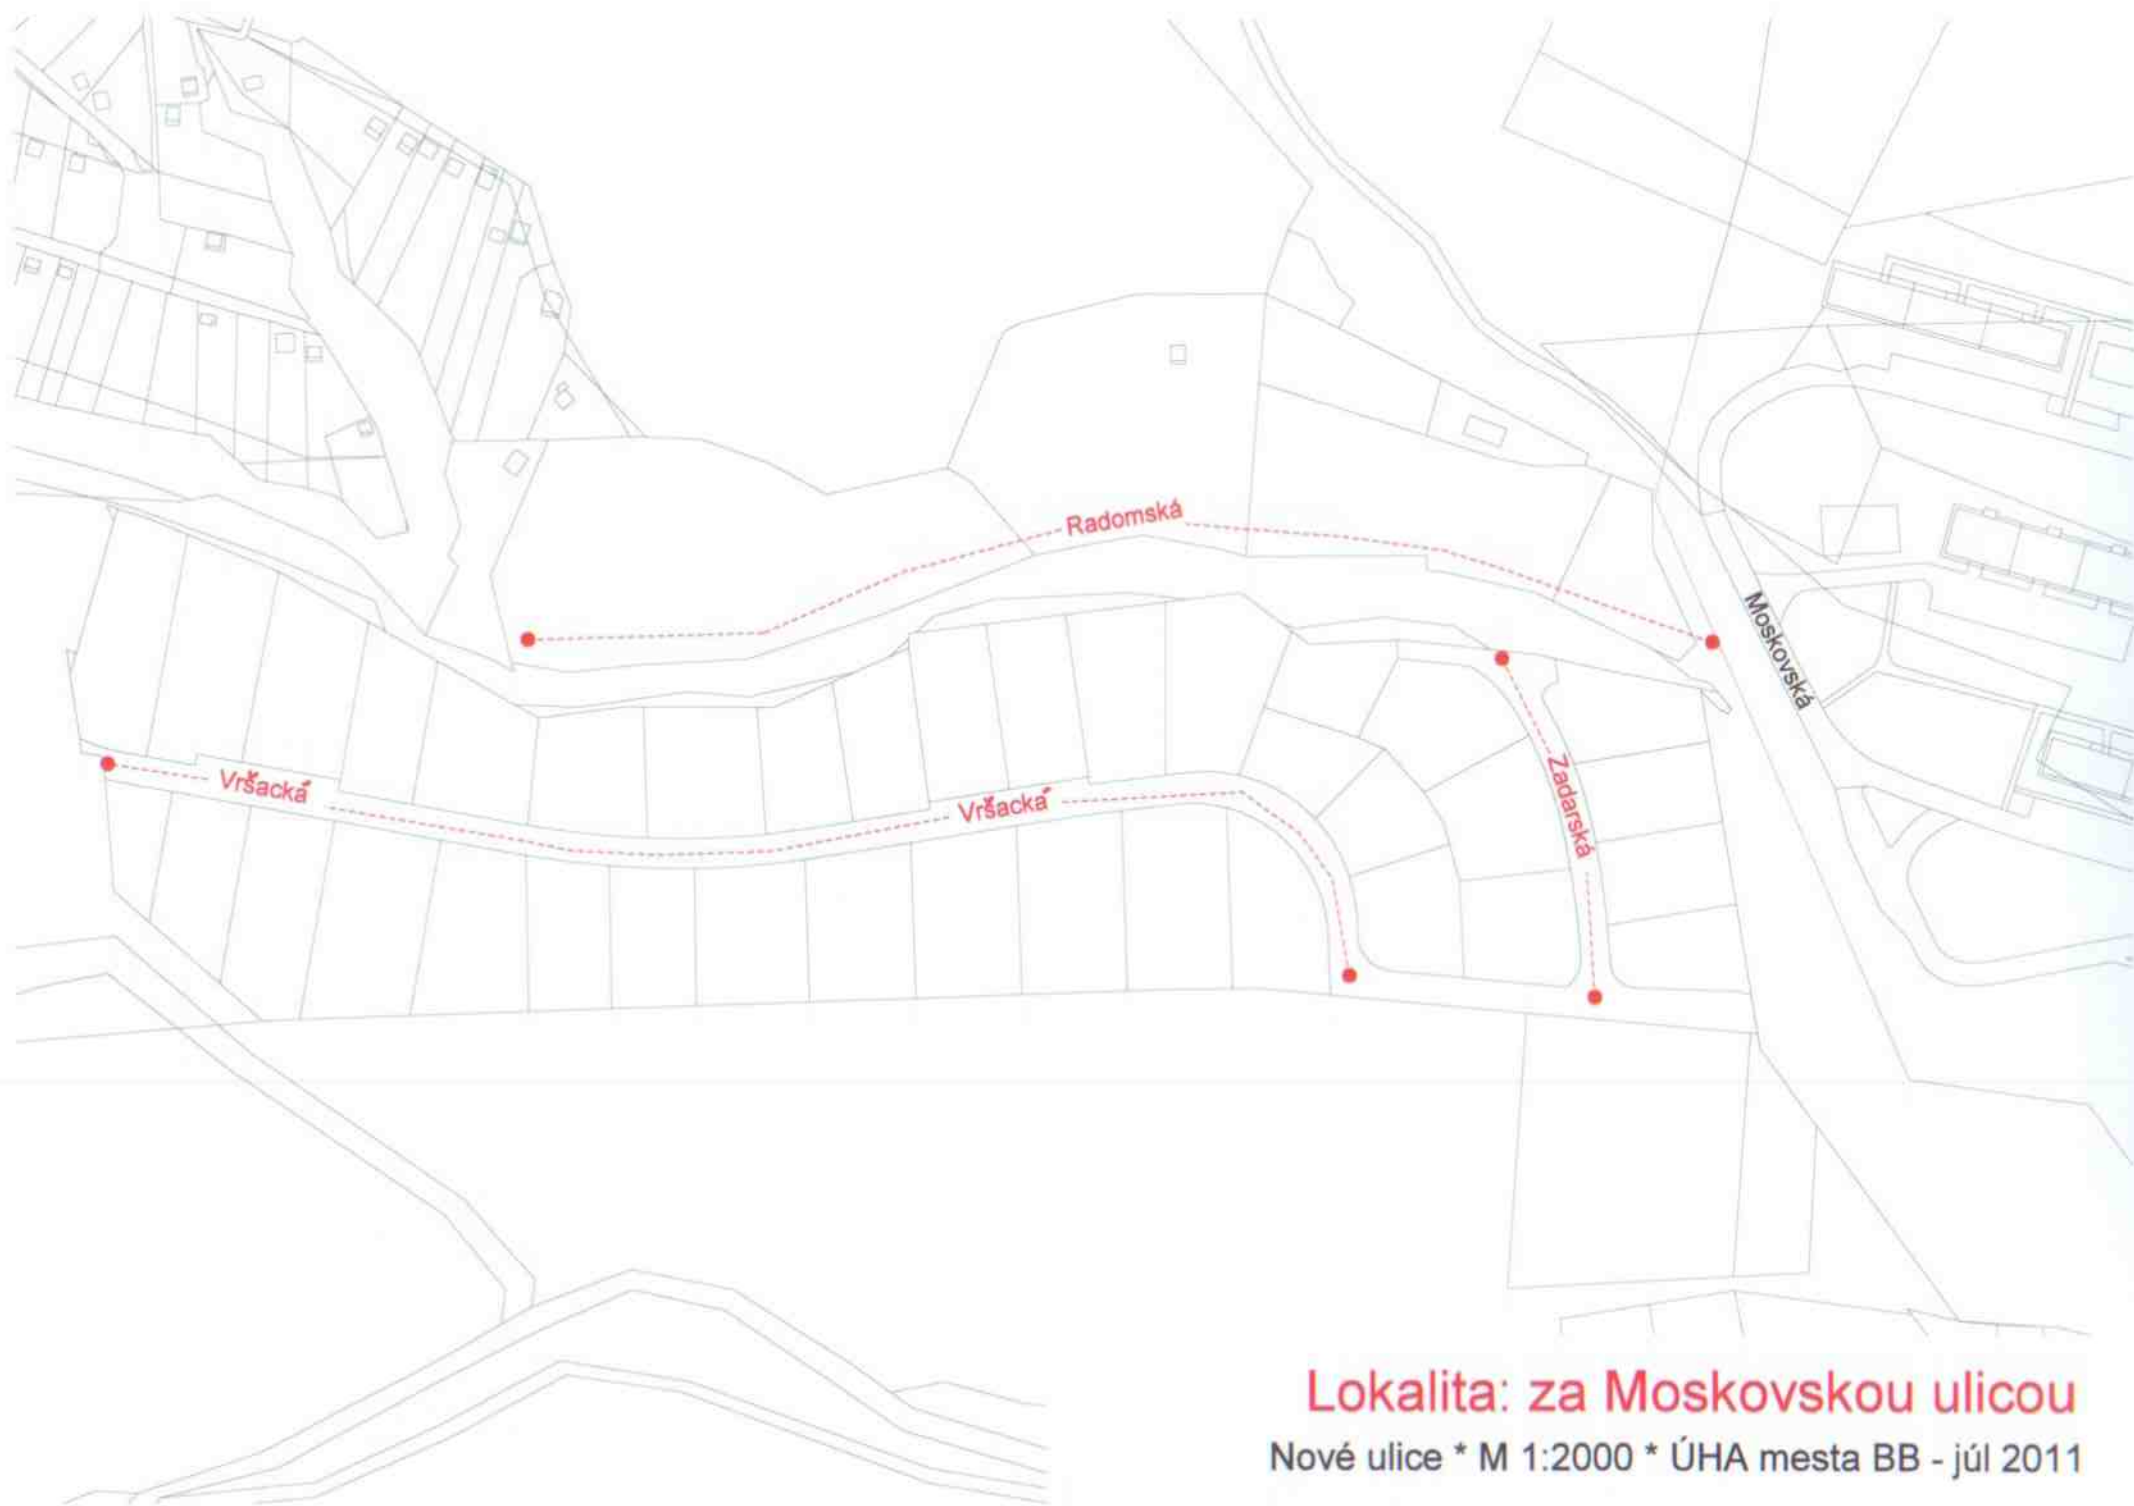 Radomská
Moskovská
Vršacká
Vršacká
Zadarská
Lokalita: za Moskovskou ulicou
Nové ulice * M 1:2000 * ÚHA mesta BB - júl 2011